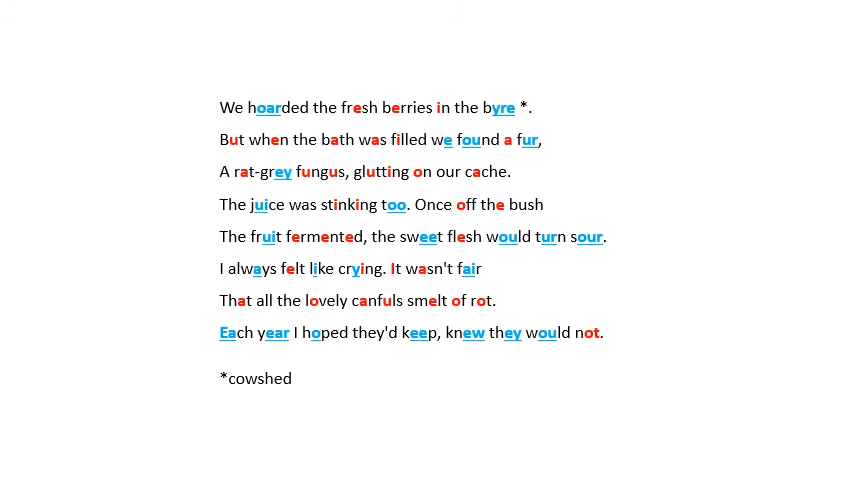 We hoarded the fresh berries in the byre *.
But when the bath was filled we found a fur,
A rat-grey fungus, glutting on our cache.
The juice was stinking too. Once off the bush
The fruit fermented, the sweet flesh would turn sour.
I always felt like crying. It wasn't fair
That all the lovely canfuls smelt of rot.
Each year I hoped they'd keep, knew they would not.
*cowshed